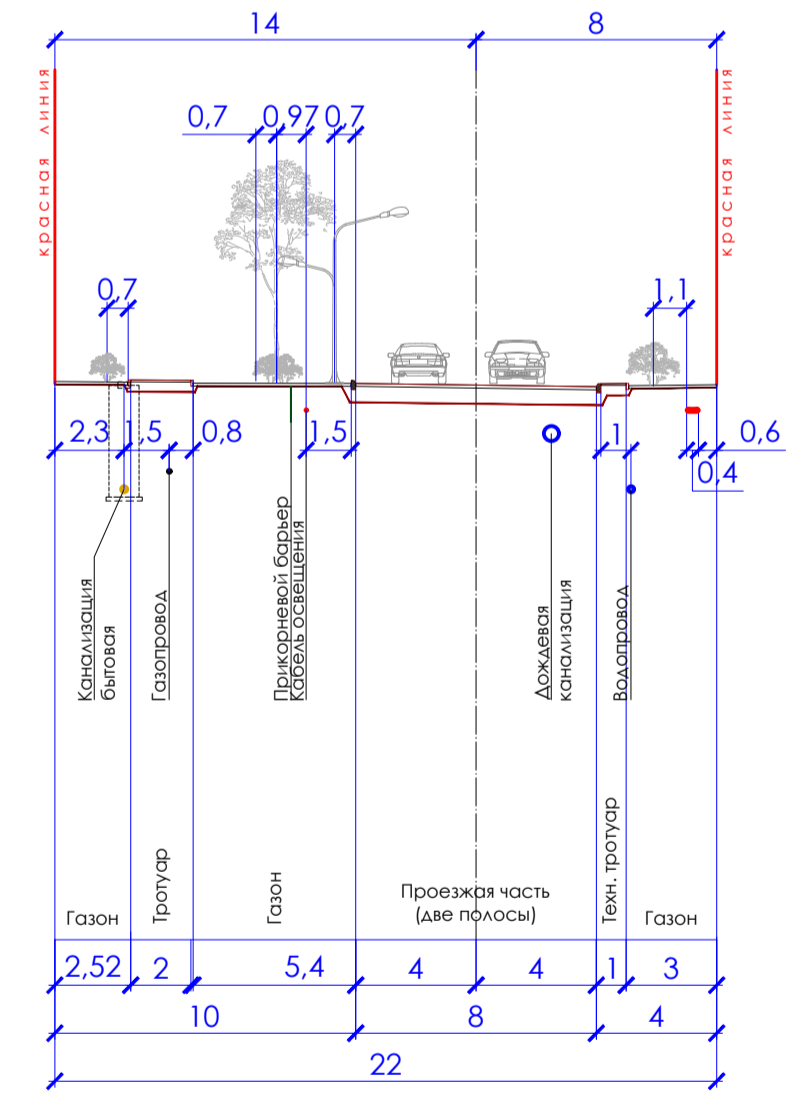 14
8
красная линия
красная линия
0,7
0,97
0,7
0,7
1,1
2,3
1,5
0,8
1,5
1
0,6
0,4
Канализация
бытовая
Газопровод
Прикорневой барьер
Кабель освещения
Дождевая
канализация
Водопровод
Газон
Тротуар
Газон
Проезжая часть
(две полосы)
Техн. тротуар
Газон
2,52
2
5,4
4
4
1
3
10
8
4
22